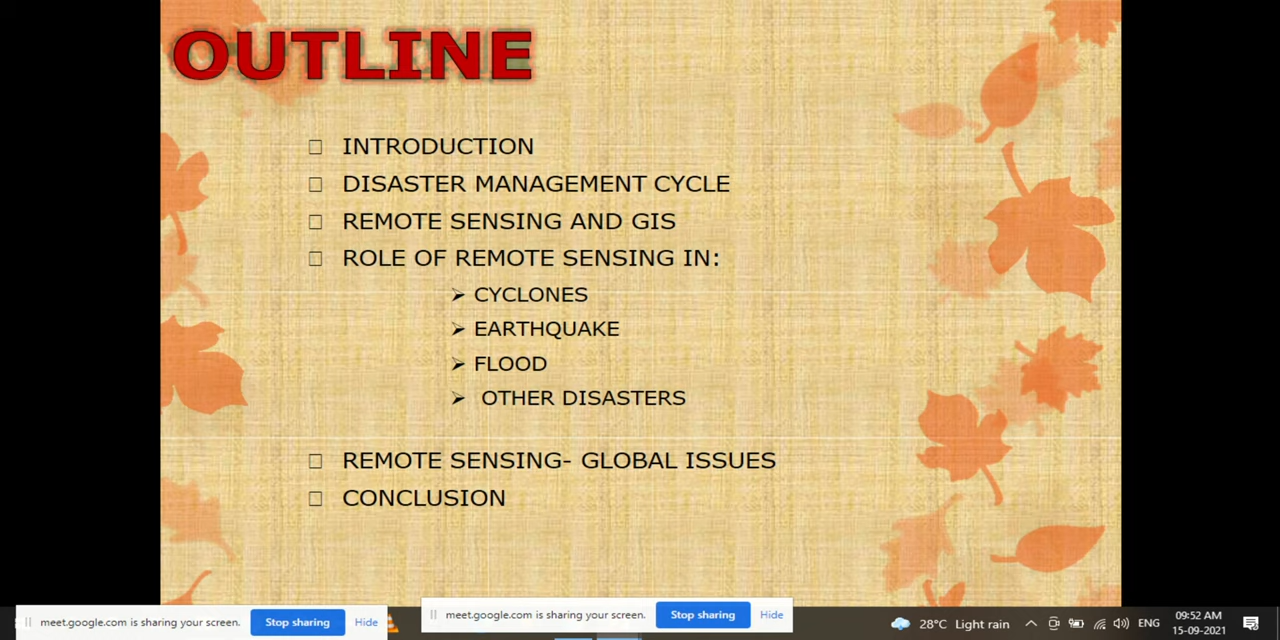 OUTLINE
INTRODUCTION
DISASTER MANAGEMENT CYCLE
REMOTE SENSING AND GIS
ROLE OF REMOTE SENSING IN:
CYCLONES
EARTHQUAKE
FLOOD
OTHER DISASTERS
REMOTE SENSING- GLOBAL ISSUES
CONCLUSION
meet.google.com is sharing your screen. Stop sharing Hide
meet.google.com is sharing your screen. Stop sharing Hide
28°C Light rain ENG 09:52 AM
15-09-2021